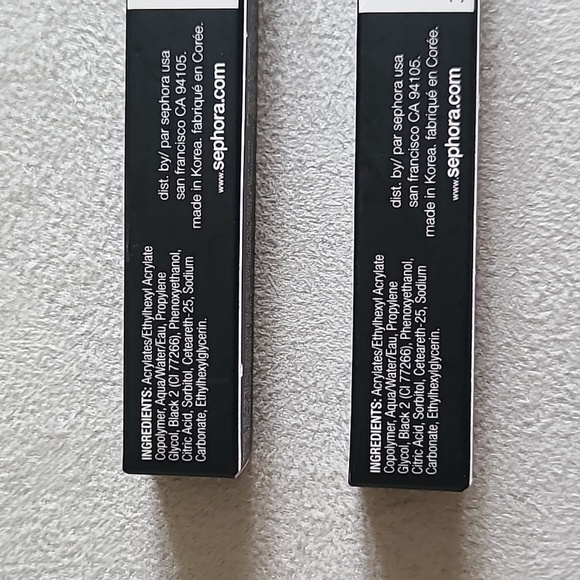 INGREDIENTS: Acrylates/Ethylhexyl Acrylate
Copolymer, Aqua/Water/Eau, Propylene
Glycol, Black 2 (CI 77266), Phenoxyethanol,
Citric Acid, Sorbitol, Ceteareth-25, Sodium
Carbonate, Ethylhexylglycerin.
dist. by/ par sephora usa
san francisco CA 94105.
made in Korea. fabriqué en Corée.
www.sephora.com
INGREDIENTS: Acrylates/Ethylhexyl Acrylate
Copolymer, Aqua/Water/Eau, Propylene
Glycol, Black 2 (CI 77266), Phenoxyethanol,
Citric Acid, Sorbitol, Ceteareth-25, Sodium
Carbonate, Ethylhexylglycerin.
dist. by/ par sephora usa
san francisco CA 94105.
made in Korea. fabriqué en Corée.
www.sephora.com